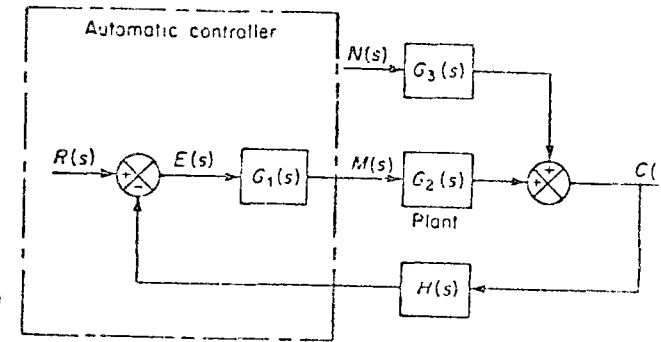 Automatic controller
N(s)
G3(s)
R(s)
+
−
E(s)
G1(s)
M(s)
G2(s)
+
+
C(
Plant
H(s)